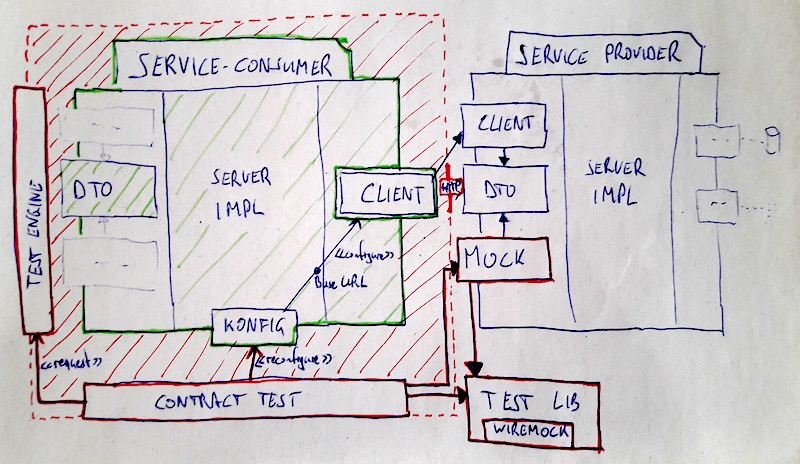 SERVICE-CONSUMER
SERVICE PROVIDER
TEST ENGINE
DTO
SERVER
IMPL
CLIENT
HTTP
CLIENT
DTO
MOCK
SERVER
IMPL
<<configure>>
Base URL
KONFIG
<<request>>
<<reconfigure>>
CONTRACT TEST
TEST LIB
WIREMOCK